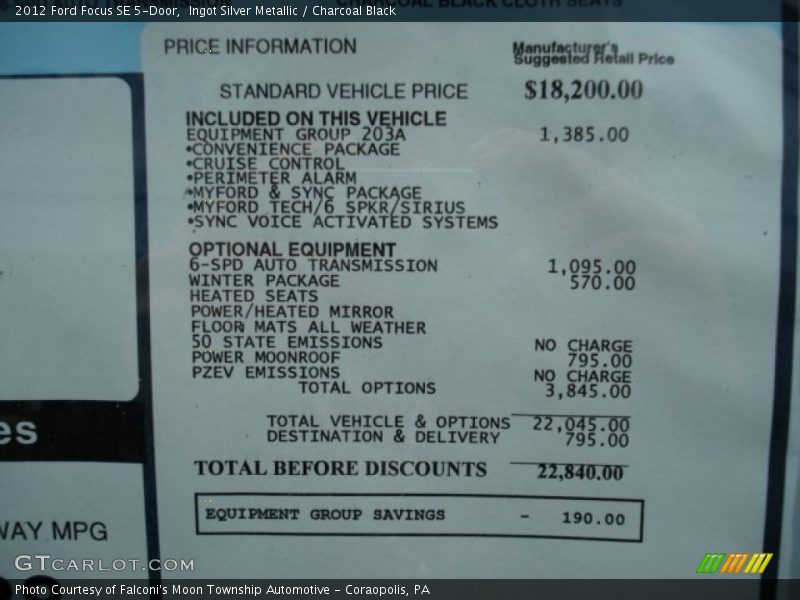 2012 Ford Focus SE 5-Door, Ingot Silver Metallic / Charcoal Black
PRICE INFORMATION
Manufacturer's
Suggested Retail Price
STANDARD VEHICLE PRICE $18,200.00
INCLUDED ON THIS VEHICLE
EQUIPMENT GROUP 203A 1,385.00
•CONVENIENCE PACKAGE
•CRUISE CONTROL
•PERIMETER ALARM
•MYFORD & SYNC PACKAGE
•MYFORD TECH/6 SPKR/SIRIUS
•SYNC VOICE ACTIVATED SYSTEMS
OPTIONAL EQUIPMENT
6-SPD AUTO TRANSMISSION 1,095.00
WINTER PACKAGE 570.00
HEATED SEATS
POWER/HEATED MIRROR
FLOOR MATS ALL WEATHER
50 STATE EMISSIONS NO CHARGE
POWER MOONROOF 795.00
PZEV EMISSIONS NO CHARGE
TOTAL OPTIONS 3,845.00
TOTAL VEHICLE & OPTIONS 22,045.00
DESTINATION & DELIVERY 795.00
TOTAL BEFORE DISCOUNTS 22,840.00
EQUIPMENT GROUP SAVINGS - 190.00
es
WAY MPG
GTCARLOT.COM
Photo Courtesy of Falconi's Moon Township Automotive - Coraopolis, PA